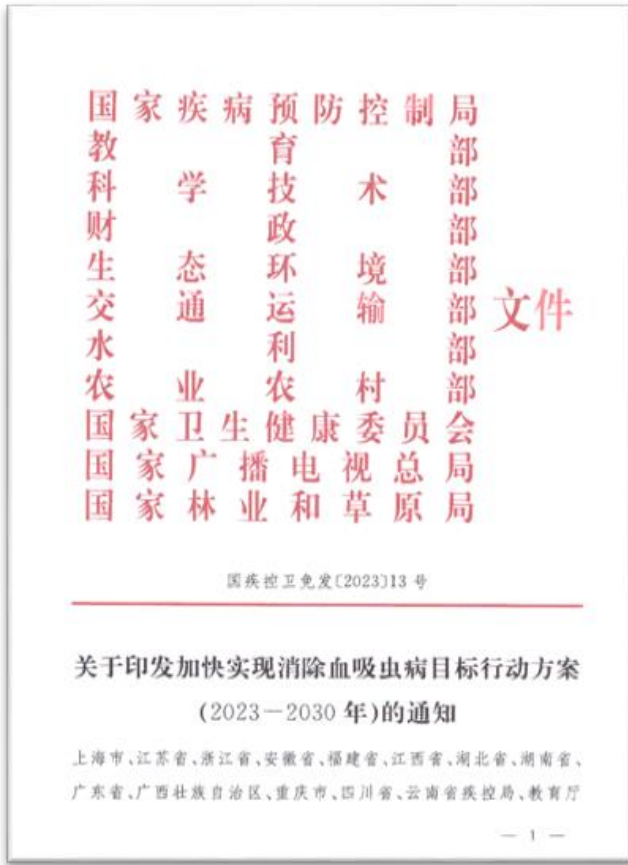 国家疾病预防控制局
教育部
科学技术部
财政部
生态环境部
交通运输部
水利部
农业农村部
国家卫生健康委员会
国家广播电视总局
国家林业和草原局
文件
国疾控卫免发〔2023〕13号
关于印发加快实现消除血吸虫病目标行动方案
(2023—2030年)的通知
上海市、江苏省、浙江省、安徽省、福建省、江西省、湖北省、湖南省、
广东省、广西壮族自治区、重庆市、四川省、云南省疾控局、教育厅
— 1 —